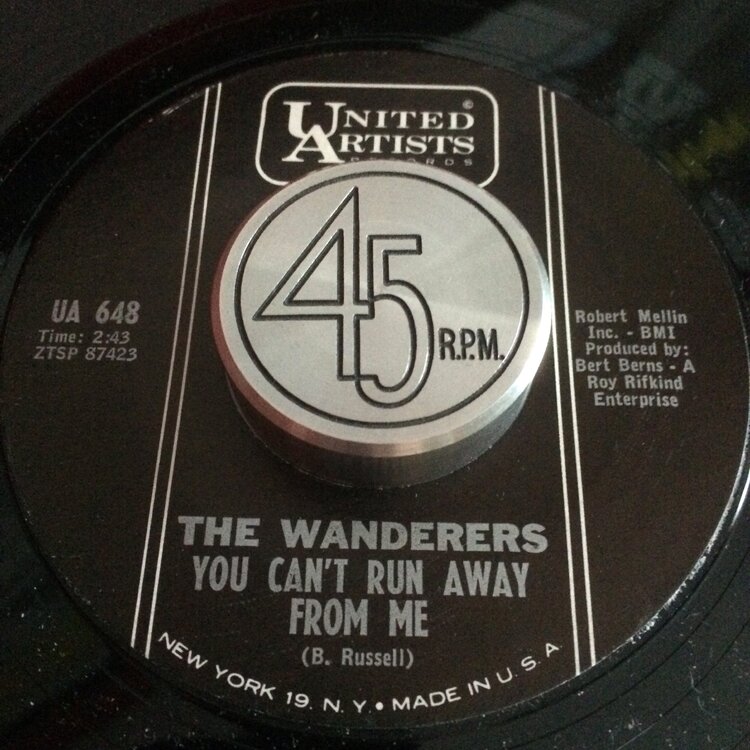 ©
UNITED
ARTISTS
RECORDS
45
R.P.M.
UA 648
Time: 2:43
ZTSP 87423
Robert Mellin
Inc. - BMI
Produced by:
Bert Berns - A
Roy Rifkind
Enterprise
THE WANDERERS
YOU CAN'T RUN AWAY
FROM ME
(B. Russell)
NEW YORK 19, N.Y. • MADE IN U.S.A.